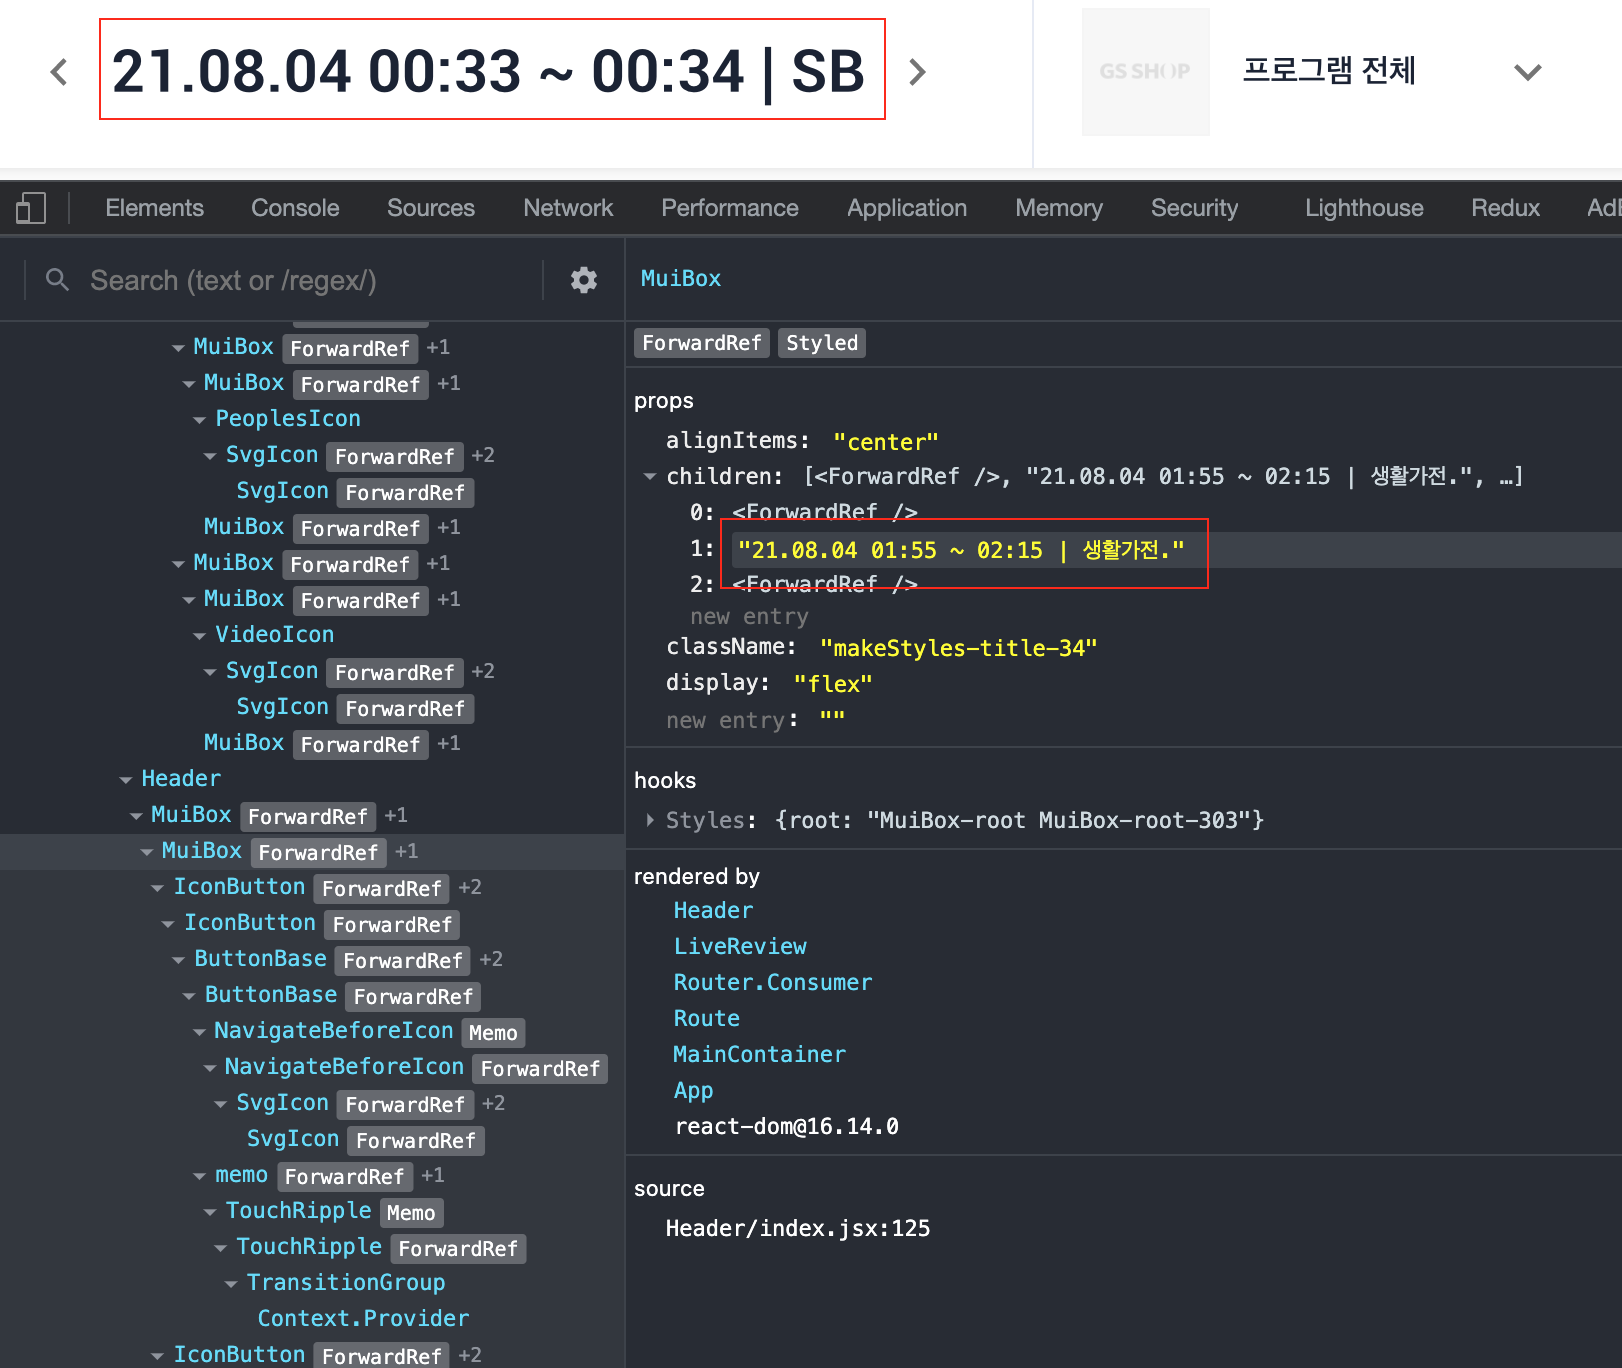 21.08.04 00:33 ~ 00:34 | SB
GS SHOP
프로그램 전체
Elements Console Sources Network Performance Application Memory Security Lighthouse Redux
Search (text or /regex/)
MuiBox ForwardRef +1
MuiBox ForwardRef +1
PeoplesIcon
SvgIcon ForwardRef +2
SvgIcon ForwardRef
MuiBox ForwardRef +1
MuiBox ForwardRef +1
MuiBox ForwardRef +1
VideoIcon
SvgIcon ForwardRef +2
SvgIcon ForwardRef
MuiBox ForwardRef +1
Header
MuiBox ForwardRef +1
MuiBox ForwardRef +1
IconButton ForwardRef +2
IconButton ForwardRef
ButtonBase ForwardRef +2
ButtonBase ForwardRef
NavigateBeforeIcon Memo
NavigateBeforeIcon ForwardRef
SvgIcon ForwardRef +2
SvgIcon ForwardRef
memo ForwardRef +1
TouchRipple Memo
TouchRipple ForwardRef
TransitionGroup
Context.Provider
IconButton ForwardRef +2
MuiBox
ForwardRef Styled
props
alignItems: "center"
children: [<ForwardRef />, "21.08.04 01:55 ~ 02:15 | 생활가전.", …]
0: <ForwardRef />
1: "21.08.04 01:55 ~ 02:15 | 생활가전."
2: <ForwardRef />
new entry
className: "makeStyles-title-34"
display: "flex"
new entry: ""
hooks
Styles: {root: "MuiBox-root MuiBox-root-303"}
rendered by
Header
LiveReview
Router.Consumer
Route
MainContainer
App
react-dom@16.14.0
source
Header/index.jsx:125